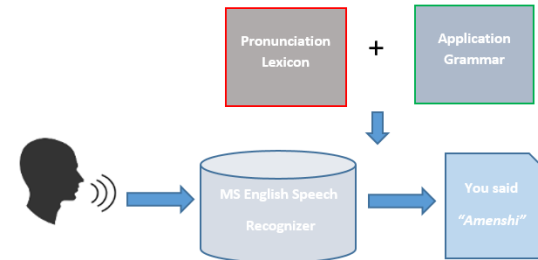 Pronunciation
Lexicon
+
Application
Grammar
MS English Speech
Recognizer
You said
“Amenshi”